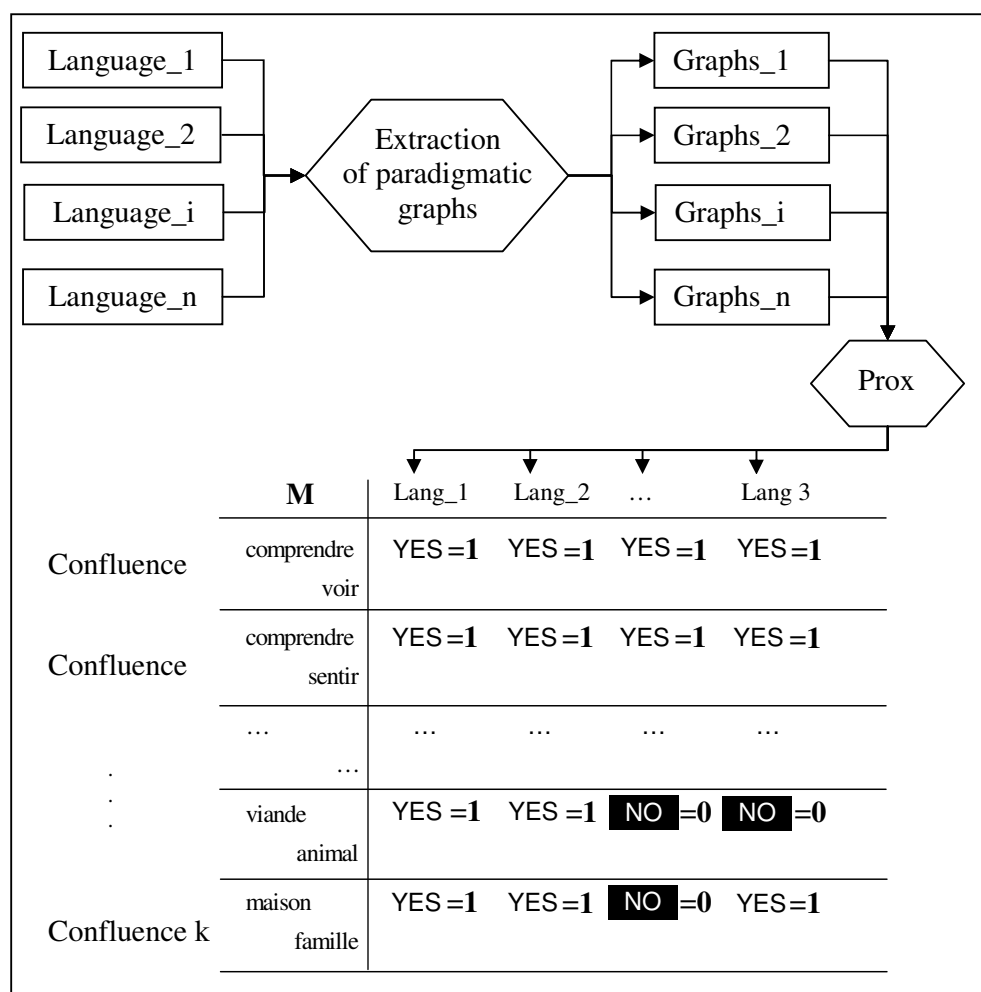 Language_1
Language_2
Language_i
Language_n
Extraction
of paradigmatic
graphs
Graphs_1
Graphs_2
Graphs_i
Graphs_n
Prox
M Lang_1 Lang_2 … Lang 3
Confluence comprendre YES=1 YES=1 YES=1 YES=1
voir
Confluence comprendre YES=1 YES=1 YES=1 YES=1
sentir
… … … … …
…
.
.
.
viande YES=1 YES=1 NO=0 NO=0
animal
Confluence k maison YES=1 YES=1 NO=0 YES=1
famille